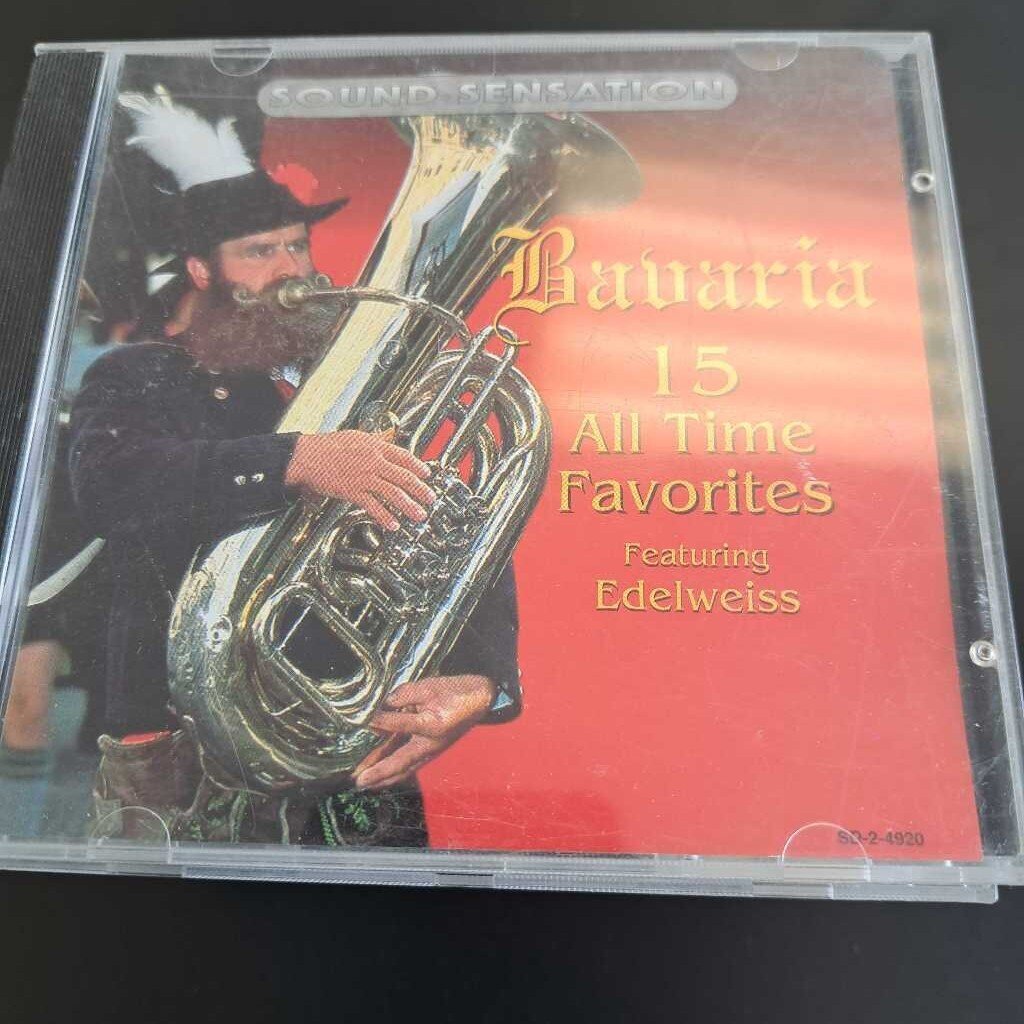 SOUND SENSATION
Bavaria
15
All Time
Favorites
Featuring
Edelweiss
SD-2-4920